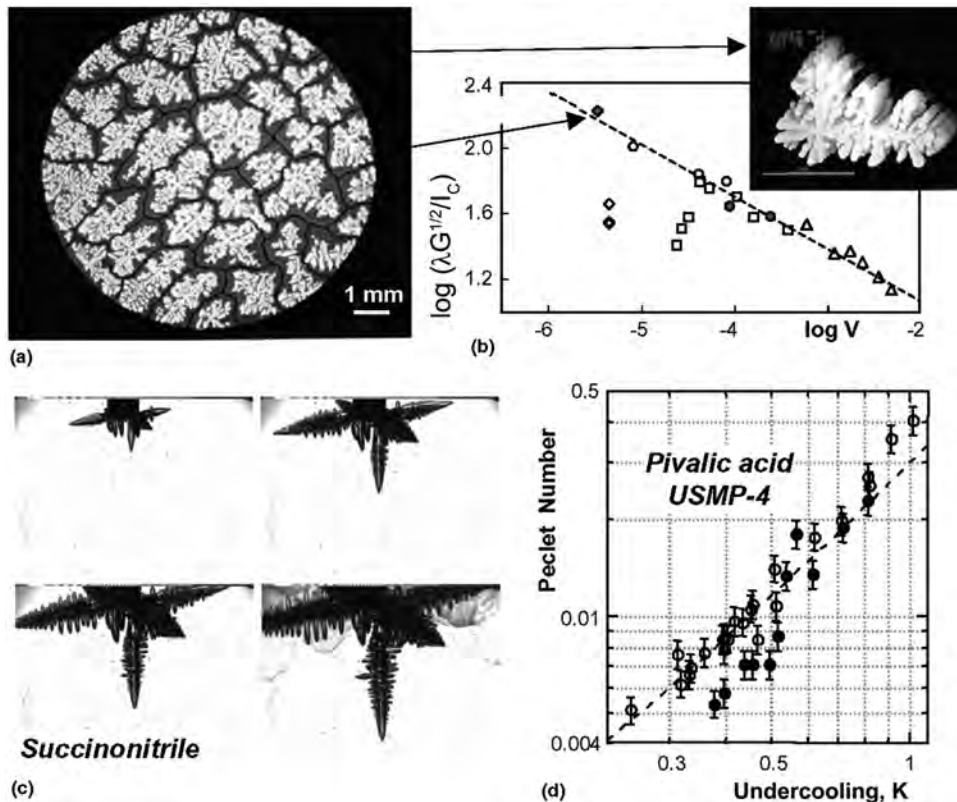 1 mm
(a)
2.4
2.0
1.6
1.2
log (λG^1/2/I_C)
-6
-5
-4
-3
-2
log V
(b)
Succinonitrile
(c)
0.5
Pivalic acid
USMP-4
Peclet Number
0.01
0.004
0.3
0.5
1
Undercooling, K
(d)